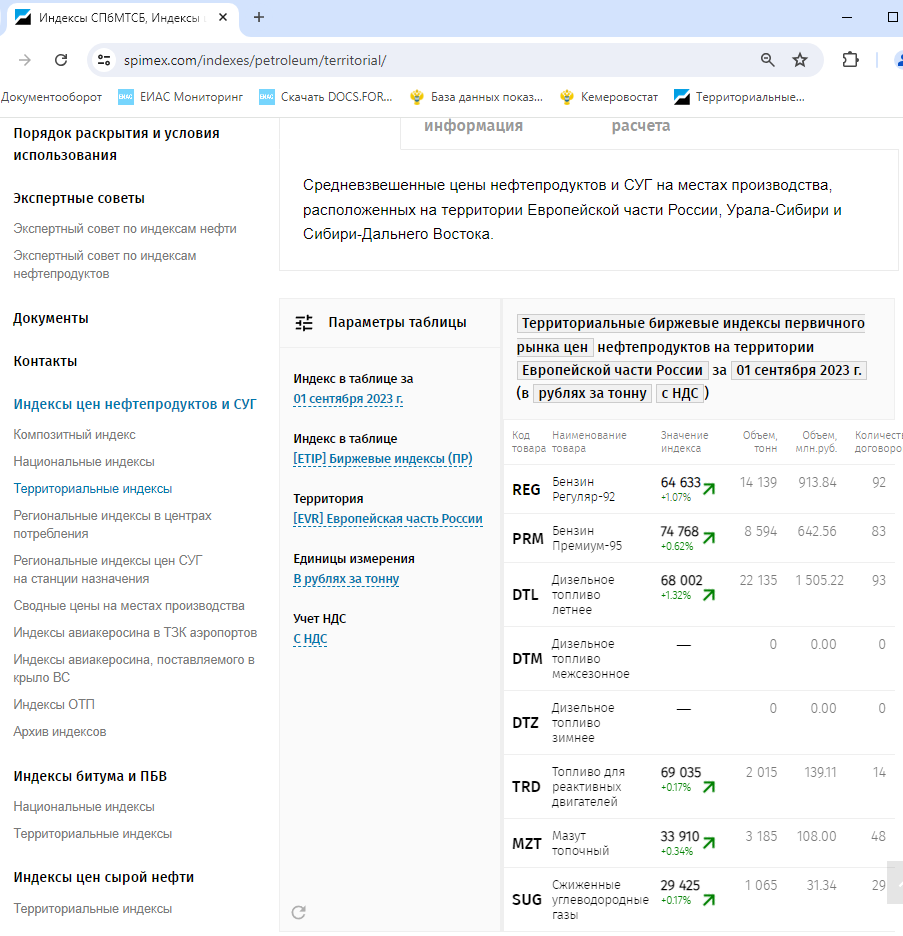 Индексы СПбМТСБ, Индексы
spimex.com/indexes/petroleum/territorial/
Документооборот
ЕИАС
ЕИАС Мониторинг
ЕИАС
Скачать DOCS.FOR...
База данных показ...
Кемеровостат
Территориальные...
Порядок раскрытия и условия
использования
Экспертные советы
Экспертный совет по индексам нефти
Экспертный совет по индексам
нефтепродуктов
Документы
Контакты
Индексы цен нефтепродуктов и СУГ
Композитный индекс
Национальные индексы
Территориальные индексы
Региональные индексы в центрах
потребления
Региональные индексы цен СУГ
на станции назначения
Сводные цены на местах производства
Индексы авиакеросина в ТЗК аэропортов
Индексы авиакеросина, поставляемого в
крыло ВС
Индексы ОТП
Архив индексов
Индексы битума и ПБВ
Национальные индексы
Территориальные индексы
Индексы цен сырой нефти
Территориальные индексы
информация
расчета
Средневзвешенные цены нефтепродуктов и СУГ на местах производства,
расположенных на территории Европейской части России, Урала-Сибири и
Сибири-Дальнего Востока.
Параметры таблицы
Индекс в таблице за
01 сентября 2023 г.
Индекс в таблице
[ETIP] Биржевые индексы (ПР)
Территория
[EVR] Европейская часть России
Единицы измерения
В рублях за тонну
Учет НДС
С НДС
Территориальные биржевые индексы первичного
рынка цен нефтепродуктов на территории
Европейской части России за 01 сентября 2023 г.
(в рублях за тонну с НДС)
Код Наименование Значение Объем, Объем, Количесть
товара товара индекса тонн млн.руб. договоро
REG Бензин Регуляр-92 64 633 +1.07% 14 139 913.84 92
PRM Бензин Премиум-95 74 768 +0.62% 8 594 642.56 83
DTL Дизельное топливо летнее 68 002 +1.32% 22 135 1 505.22 93
DTM Дизельное топливо межсезонное — 0 0.00 0
DTZ Дизельное топливо зимнее — 0 0.00 0
TRD Топливо для реактивных двигателей 69 035 +0.17% 2 015 139.11 14
MZT Мазут топочный 33 910 +0.34% 3 185 108.00 48
SUG Сжиженные углеводородные газы 29 425 +0.17% 1 065 31.34 29